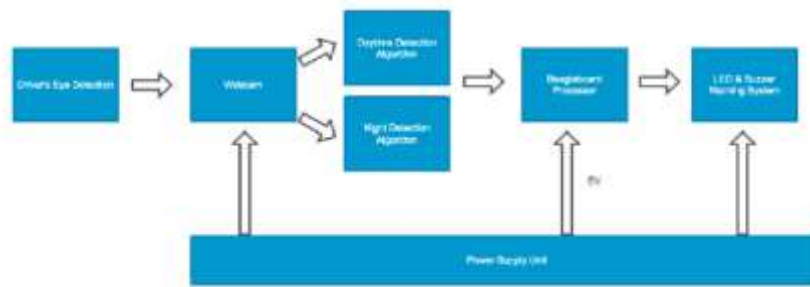 Driver's Eye Detection
Webcam
Daytime Detection
Algorithm
Night Detection
Algorithm
Beagleboard
Processor
LED & Buzzer
Warning System
5V
Power Supply Unit